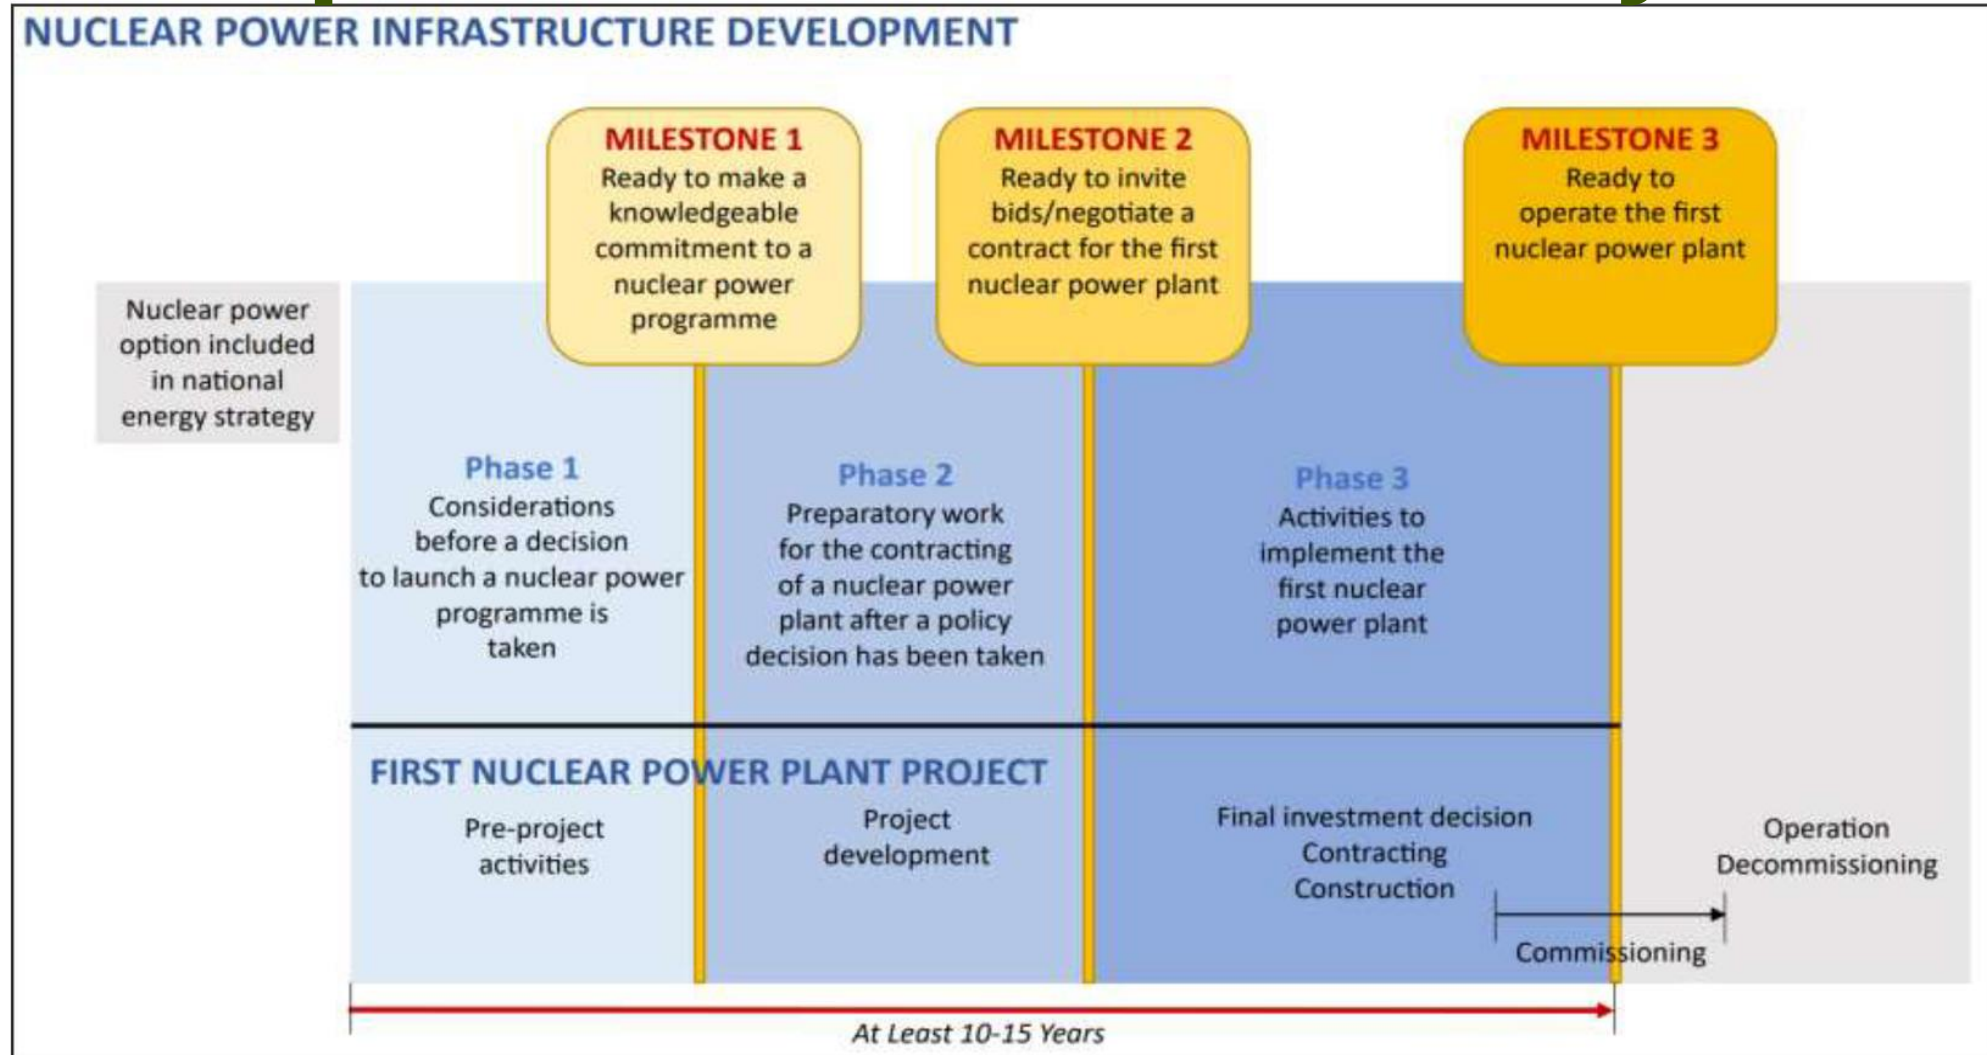 NUCLEAR POWER INFRASTRUCTURE DEVELOPMENT
MILESTONE 1
Ready to make a
knowledgeable
commitment to a
nuclear power
programme
MILESTONE 2
Ready to invite
bids/negotiate a
contract for the first
nuclear power plant
MILESTONE 3
Ready to
operate the first
nuclear power plant
Nuclear power
option included
in national
energy strategy
Phase 1
Considerations
before a decision
to launch a nuclear power
programme is
taken
Phase 2
Preparatory work
for the contracting
of a nuclear power
plant after a policy
decision has been taken
Phase 3
Activities to
implement the
first nuclear
power plant
FIRST NUCLEAR POWER PLANT PROJECT
Pre-project
activities
Project
development
Final investment decision
Contracting
Construction
Operation
Decommissioning
Commissioning
At Least 10-15 Years